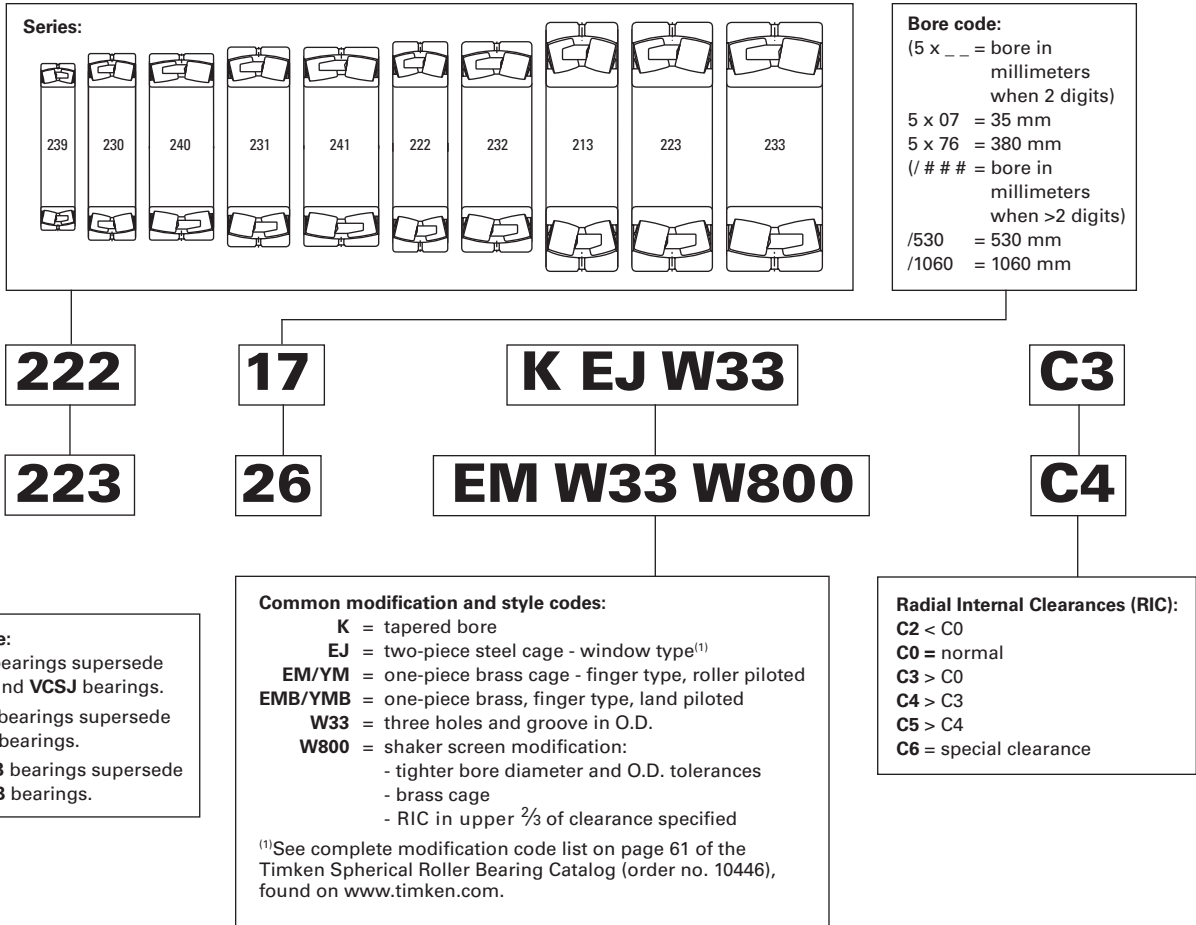 Series:
239 230 240 231 241 222 232 213 223 233
Bore code:
(5 x _ _ = bore in
millimeters
when 2 digits)
5 x 07 = 35 mm
5 x 76 = 380 mm
(/ # # # = bore in
millimeters
when >2 digits)
/530 = 530 mm
/1060 = 1060 mm
222 17 K EJ W33 C3
223 26 EM W33 W800 C4
e:
earings supersede
nd VCSJ bearings.
bearings supersede
bearings.
bearings supersede
bearings.
Common modification and style codes:
K = tapered bore
EJ = two-piece steel cage - window type(1)
EM/YM = one-piece brass cage - finger type, roller piloted
EMB/YMB = one-piece brass, finger type, land piloted
W33 = three holes and groove in O.D.
W800 = shaker screen modification:
- tighter bore diameter and O.D. tolerances
- brass cage
- RIC in upper 2/3 of clearance specified
(1)See complete modification code list on page 61 of the
Timken Spherical Roller Bearing Catalog (order no. 10446),
found on www.timken.com.
Radial Internal Clearances (RIC):
C2 < C0
C0 = normal
C3 > C0
C4 > C3
C5 > C4
C6 = special clearance